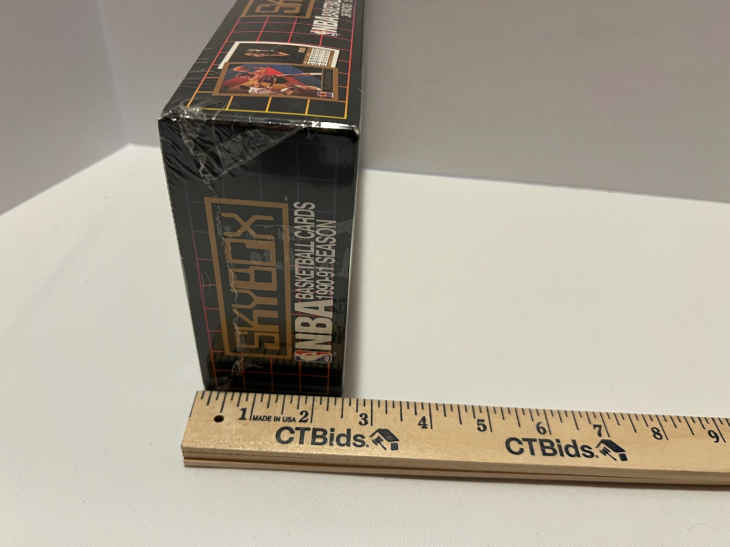 SKYBOX
NBA
SKYBOX
NBA BASKETBALL CARDS
1990-91 SEASON
1 MADE IN USA 2 3 4 5 6 7 8 9
CTBids. CTBids.